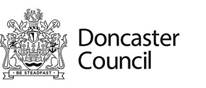 Doncaster
Council
· BE STEADFAST ·